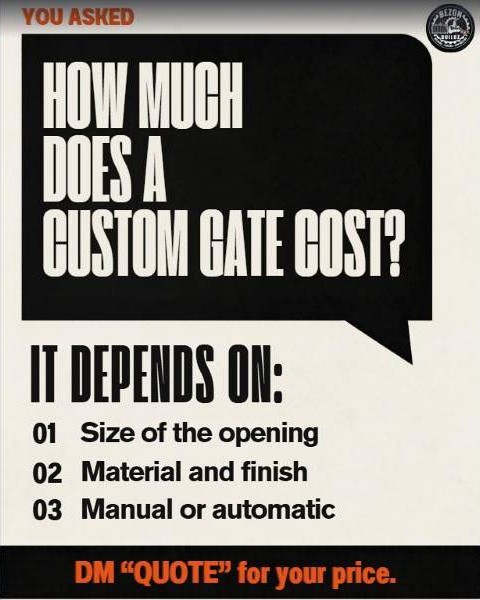 YOU ASKED
HOW MUCH
DOES A
CUSTOM GATE COST?
IT DEPENDS ON:
01 Size of the opening
02 Material and finish
03 Manual or automatic
DM “QUOTE” for your price.